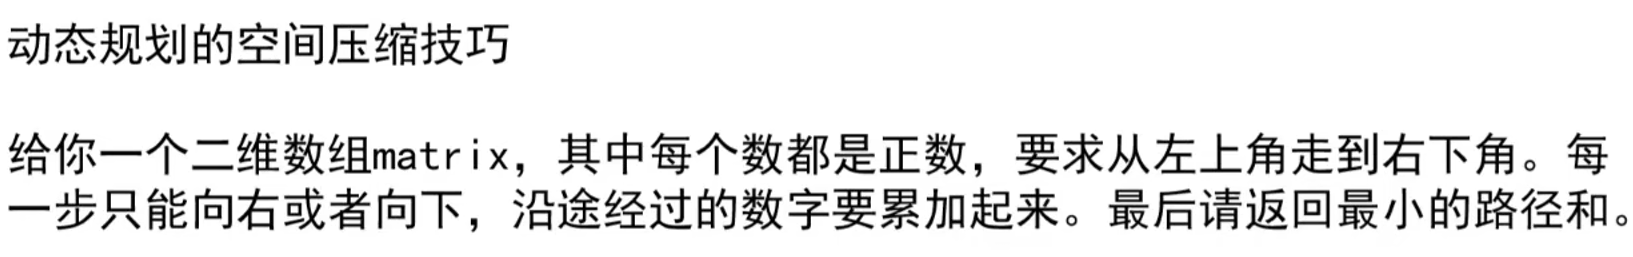 动态规划的空间压缩技巧
给你一个二维数组matrix，其中每个数都是正数，要求从左上角走到右下角。每
一步只能向右或者向下，沿途经过的数字要累加起来。最后请返回最小的路径和。